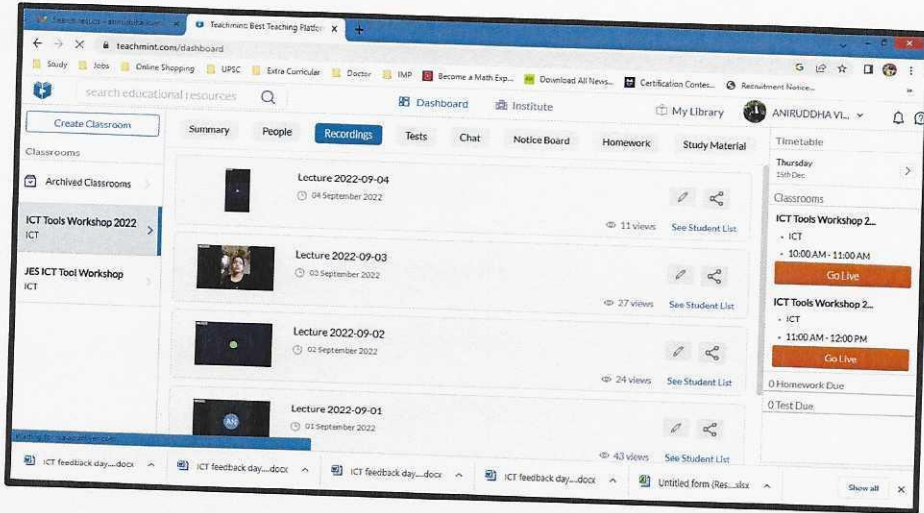 Teachmint Best Teaching Platfor
teachmint.com/dashboard
Study Jobs Online Shopping UPSC Extra Curricular Doctor IMP Become a Math Exp... Download All News... Certification Contes... Recruitment Notice...
search educational resources Dashboard Institute My Library ANIRUDDHA VI...
Create Classroom
Classrooms
Archived Classrooms
ICT Tools Workshop 2022
ICT
JES ICT Tool Workshop
ICT
Summary People Recordings Tests Chat Notice Board Homework Study Material
Lecture 2022-09-04
04 September 2022
11 views See Student List
Lecture 2022-09-03
03 September 2022
27 views See Student List
Lecture 2022-09-02
02 September 2022
24 views See Student List
Lecture 2022-09-01
AN
01 September 2022
43 views See Student List
Timetable
Thursday
15th Dec
Classrooms
ICT Tools Workshop 2...
ICT
10:00 AM - 11:00 AM
Go Live
ICT Tools Workshop 2...
ICT
11:00 AM - 12:00 PM
Go Live
0 Homework Due
0 Test Due
ICT feedback day....docx ICT feedback day....docx ICT feedback day....docx ICT feedback day....docx Untitled form (Res...xlsx Show all